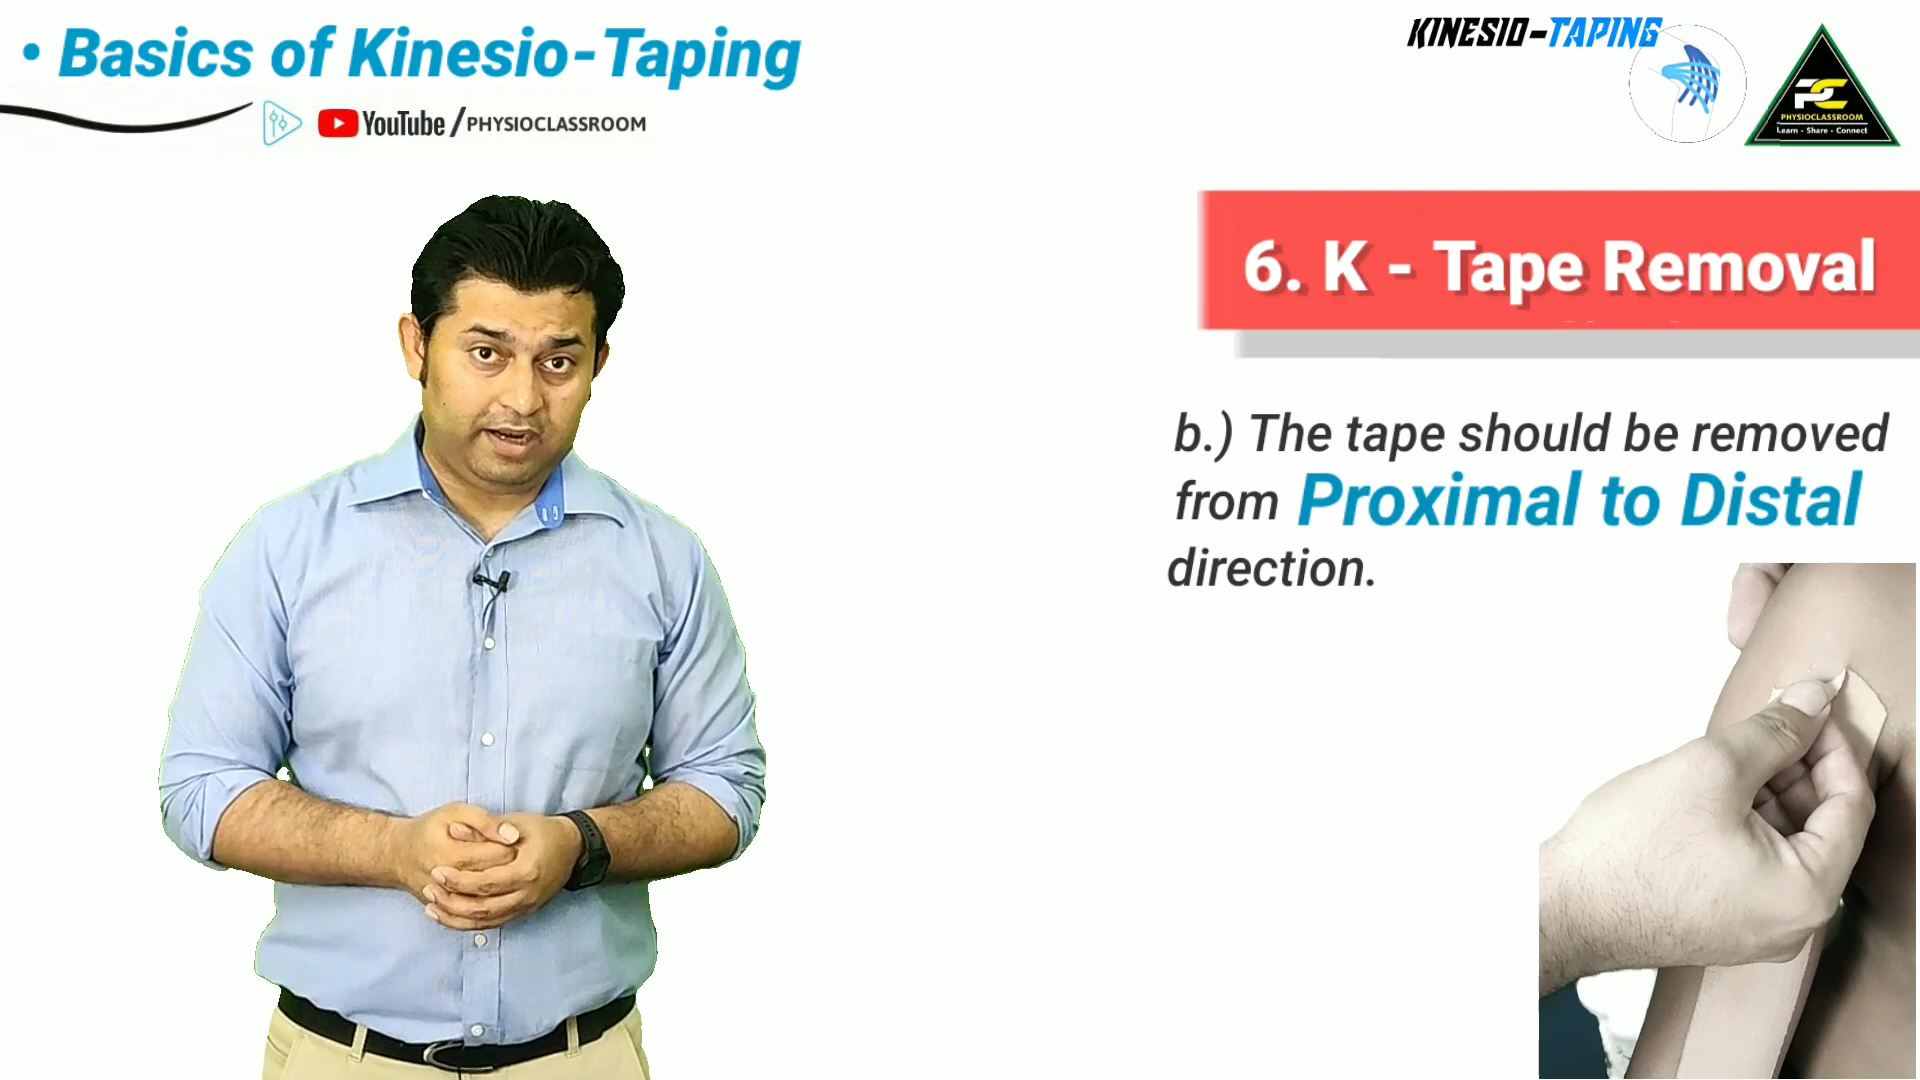 • Basics of Kinesio-Taping
YouTube /PHYSIOCLASSROOM
KINESIO-TAPING
PC
PHYSIOCLASSROOM
Learn - Share - Connect
6. K - Tape Removal
b.) The tape should be removed
from Proximal to Distal
direction.